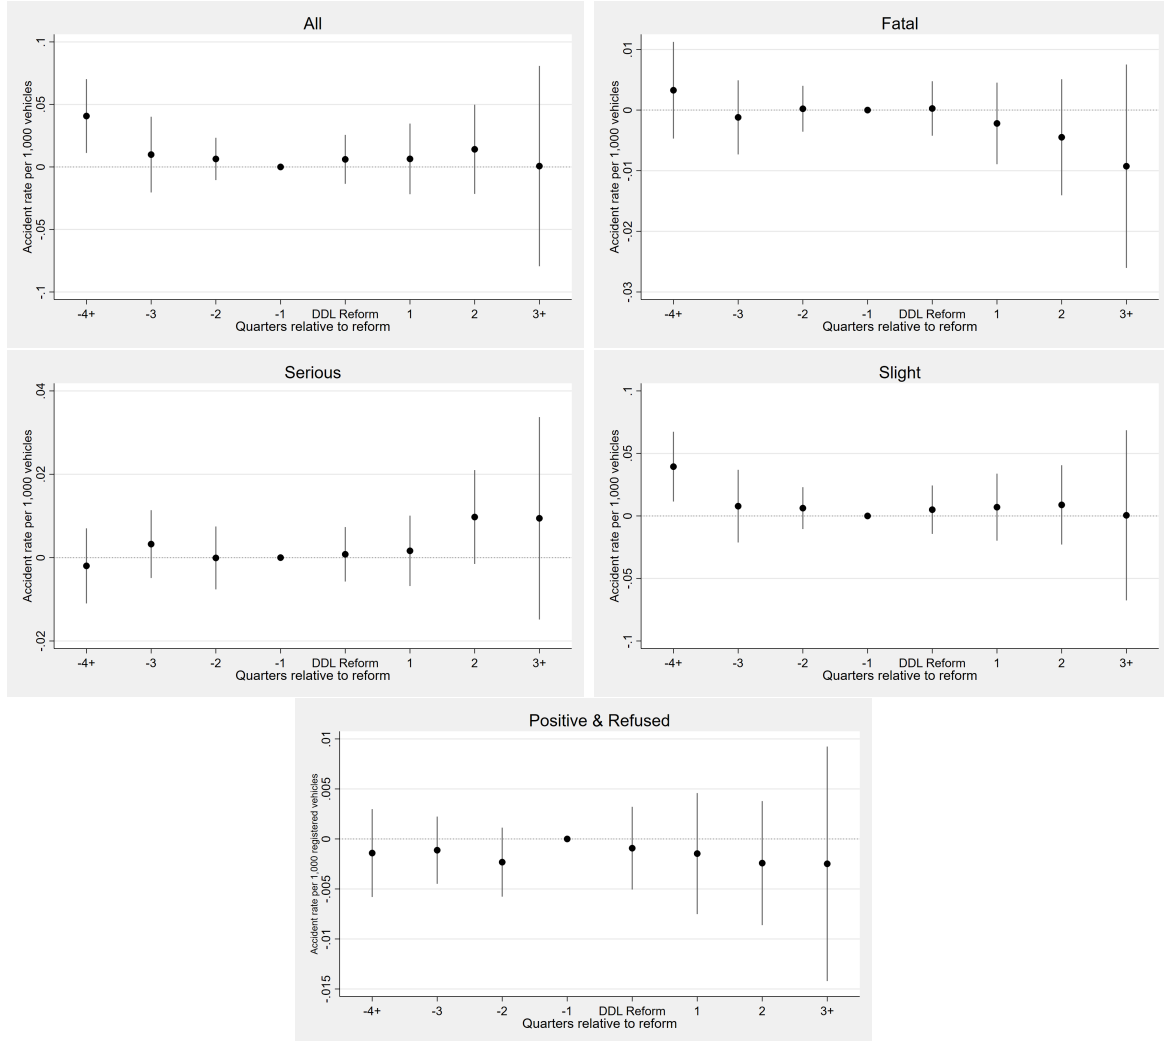 All
Accident rate per 1,000 vehicles
.1
.05
0
-.05
-.1
-4+ -3 -2 -1 DDL Reform 1 2 3+
Quarters relative to reform
Fatal
Accident rate per 1,000 vehicles
.01
0
-.01
-.02
-.03
-4+ -3 -2 -1 DDL Reform 1 2 3+
Quarters relative to reform
Serious
Accident rate per 1,000 vehicles
.04
.02
0
-.02
-4+ -3 -2 -1 DDL Reform 1 2 3+
Quarters relative to reform
Slight
Accident rate per 1,000 vehicles
.1
.05
0
-.05
-.1
-4+ -3 -2 -1 DDL Reform 1 2 3+
Quarters relative to reform
Positive & Refused
Accident rate per 1,000 registered vehicles
.01
.005
0
-.005
-.01
-.015
-4+ -3 -2 -1 DDL Reform 1 2 3+
Quarters relative to reform